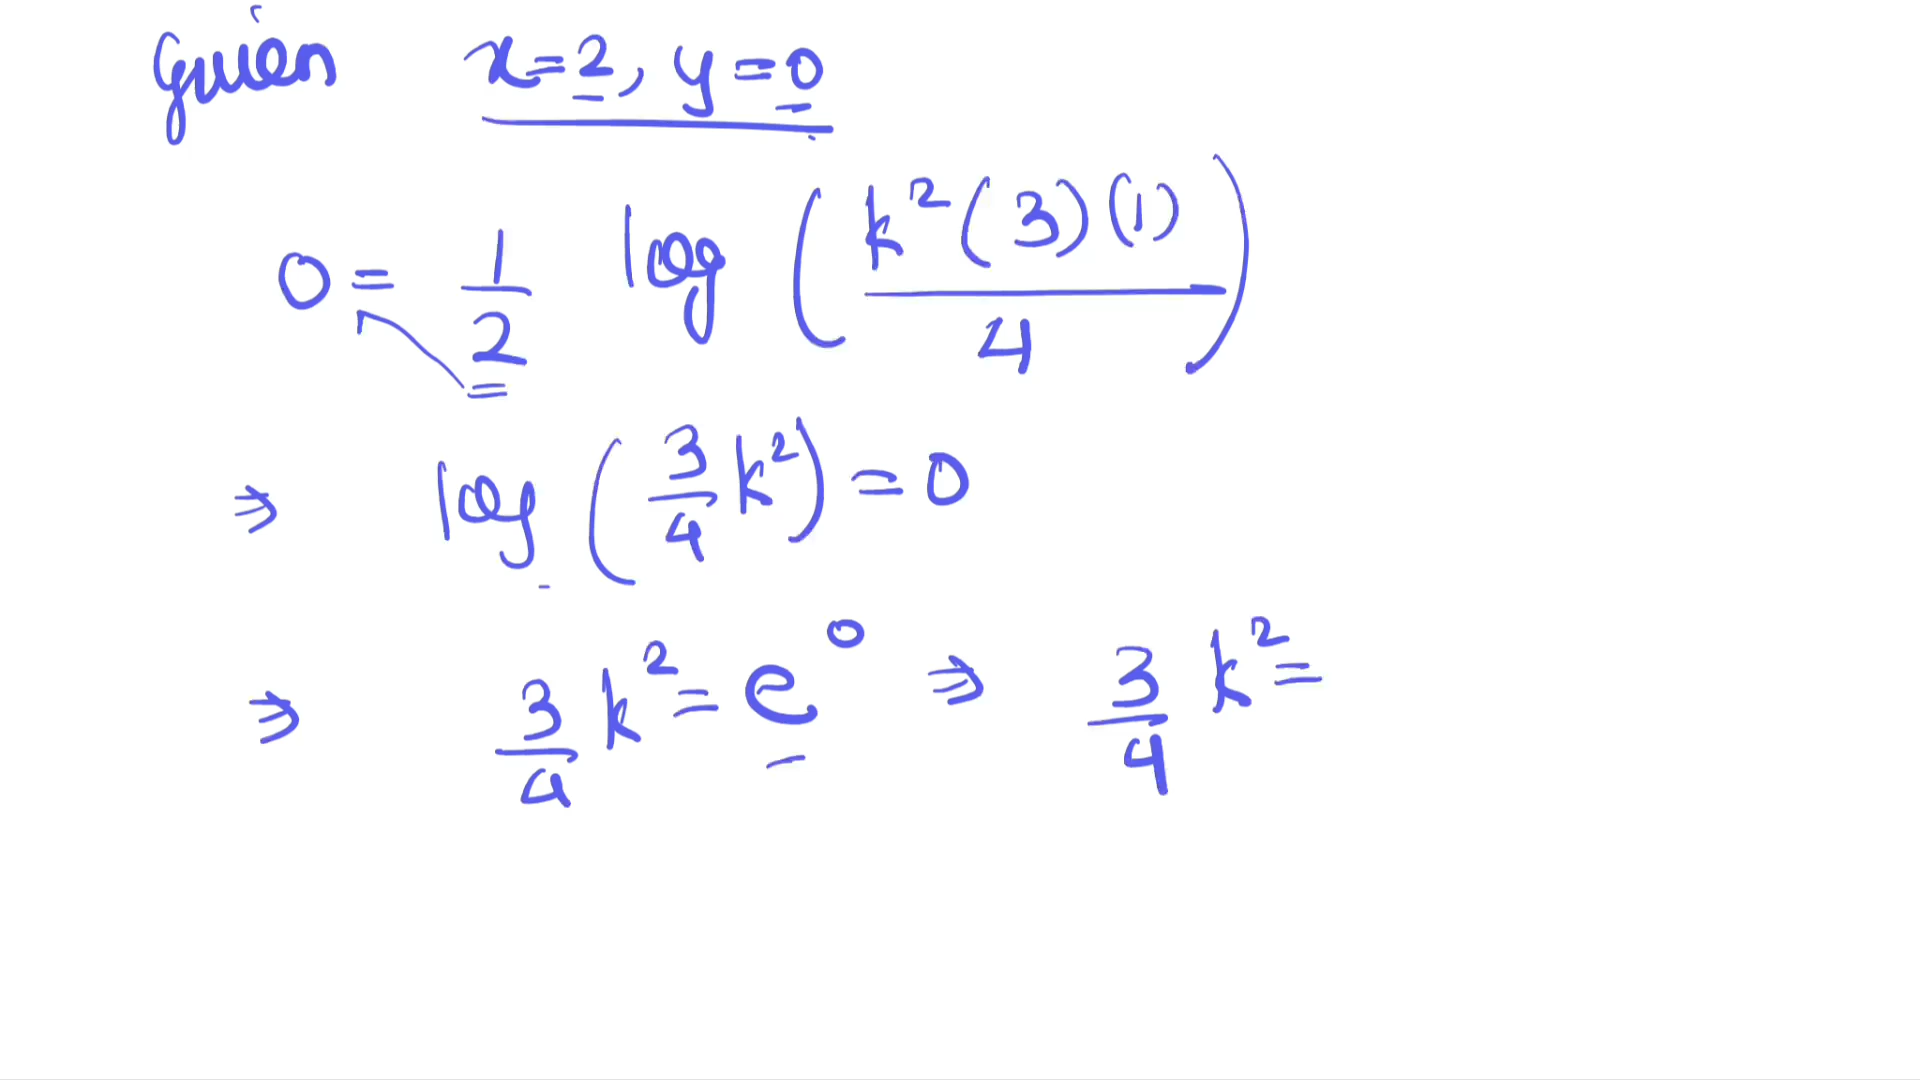 Given x=2, y=0
0 = 1/2 log (k²(3)(1)/4)
⇒ log (3/4 k²) = 0
⇒ 3/4 k² = e⁰ ⇒ 3/4 k² =